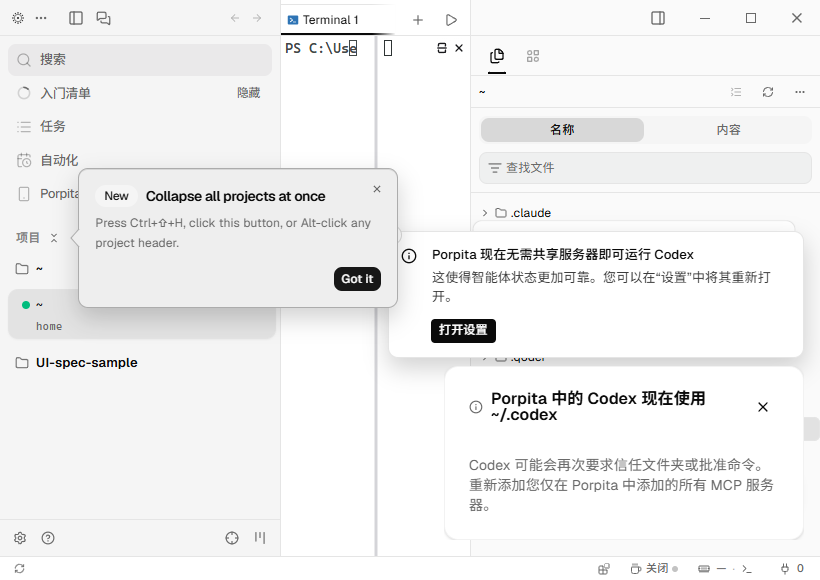 Terminal 1
搜索
PS C:\Use
入门清单
隐藏
~
任务
名称
内容
自动化
查找文件
Porpita
New
Collapse all projects at once
Press Ctrl+⇧+H, click this button, or Alt-click any
project header.
Got it
.claude
项目
~
Porpita 现在无需共享服务器即可运行 Codex
这使得智能体状态更加可靠。您可以在“设置”中将其重新打
开。
打开设置
~
home
UI-spec-sample
Porpita 中的 Codex 现在使用
~/.codex
Codex 可能会再次要求信任文件夹或批准命令。
重新添加您仅在 Porpita 中添加的所有 MCP 服务
器。
关闭
0